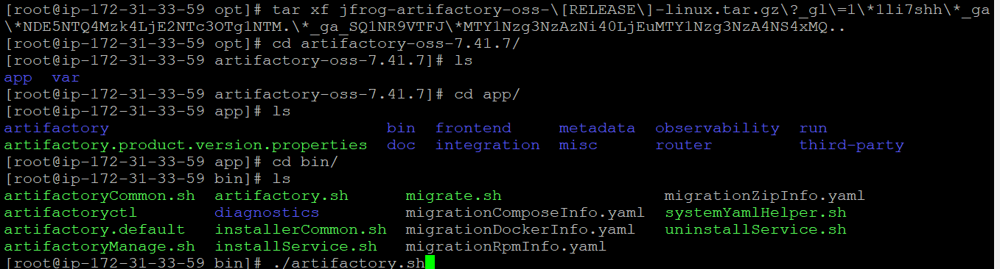 [root@ip-172-31-33-59 opt]# tar xf jfrog-artifactory-oss-\[RELEASE\]-linux.tar.gz\?_gl\=1\*1li7shh\*_ga
\*NDE5NTQ4Mzk4LjE2NTc3OTg1NTM.\*_ga_SQ1NR9VTFJ\*MTY1Nzg3NzAzNi40LjEuMTY1Nzg3NzA4NS4xMQ..
[root@ip-172-31-33-59 opt]# cd artifactory-oss-7.41.7/
[root@ip-172-31-33-59 artifactory-oss-7.41.7]# ls
app  var
[root@ip-172-31-33-59 artifactory-oss-7.41.7]# cd app/
[root@ip-172-31-33-59 app]# ls
artifactory                             bin  frontend     metadata  observability  run
artifactory.product.version.properties  doc  integration  misc      router         third-party
[root@ip-172-31-33-59 app]# cd bin/
[root@ip-172-31-33-59 bin]# ls
artifactoryCommon.sh  artifactory.sh      migrate.sh                migrationZipInfo.yaml
artifactoryctl        diagnostics         migrationComposeInfo.yaml  systemYamlHelper.sh
artifactory.default   installerCommon.sh  migrationDockerInfo.yaml   uninstallService.sh
artifactoryManage.sh  installService.sh   migrationRpmInfo.yaml
[root@ip-172-31-33-59 bin]# ./artifactory.sh